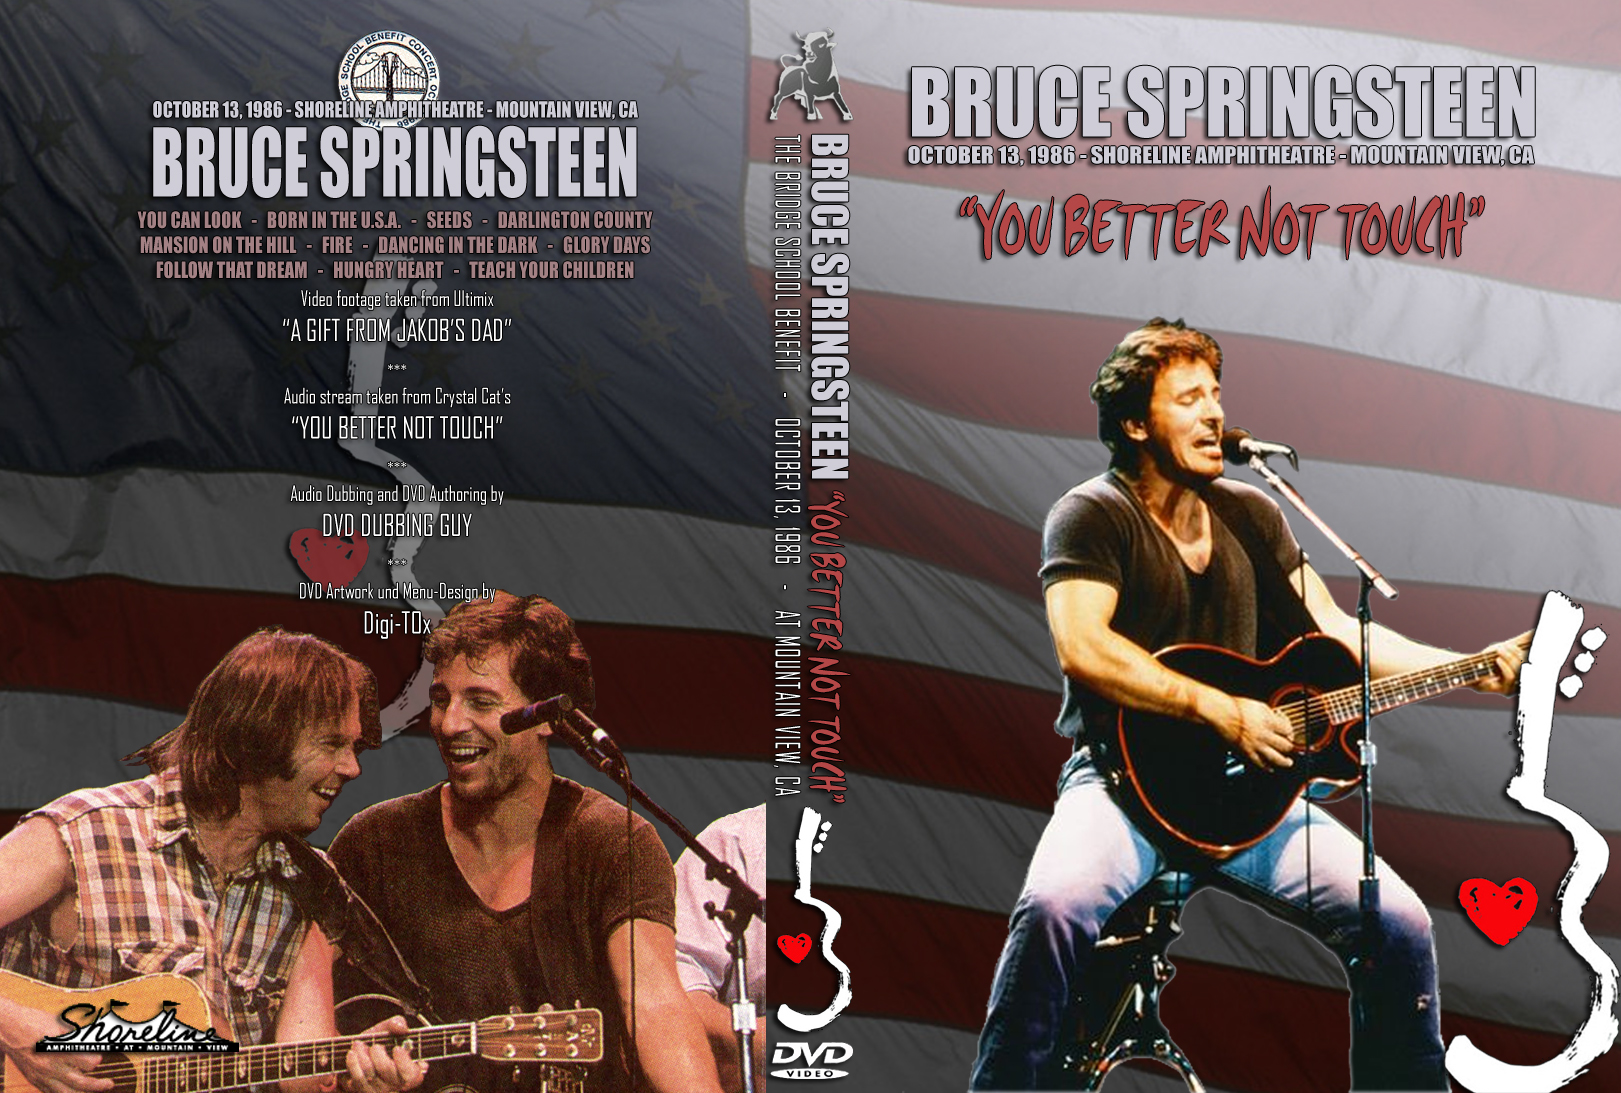 SCHOOL BENEFIT CONCERT
OCTOBER 13, 1986 - SHORELINE AMPHITHEATRE - MOUNTAIN VIEW, CA
BRUCE SPRINGSTEEN
YOU CAN LOOK - BORN IN THE U.S.A. - SEEDS - DARLINGTON COUNTY
MANSION ON THE HILL - FIRE - DANCING IN THE DARK - GLORY DAYS
FOLLOW THAT DREAM - HUNGRY HEART - TEACH YOUR CHILDREN
Video footage taken from Ultimix
“A GIFT FROM JAKOB’S DAD”
***
Audio stream taken from Crystal Cat’s
“YOU BETTER NOT TOUCH”
***
Audio Dubbing and DVD Authoring by
DVD DUBBING GUY
***
DVD Artwork und Menu-Design by
Digi-TOx
Shoreline
AMPHITHEATRE • AT • MOUNTAIN • VIEW
BRUCE SPRINGSTEEN “YOU BETTER NOT TOUCH”
THE BRIDGE SCHOOL BENEFIT - OCTOBER 13, 1986 - AT MOUNTAIN VIEW, CA
DVD
VIDEO
BRUCE SPRINGSTEEN
OCTOBER 13, 1986 - SHORELINE AMPHITHEATRE - MOUNTAIN VIEW, CA
“YOU BETTER NOT TOUCH”